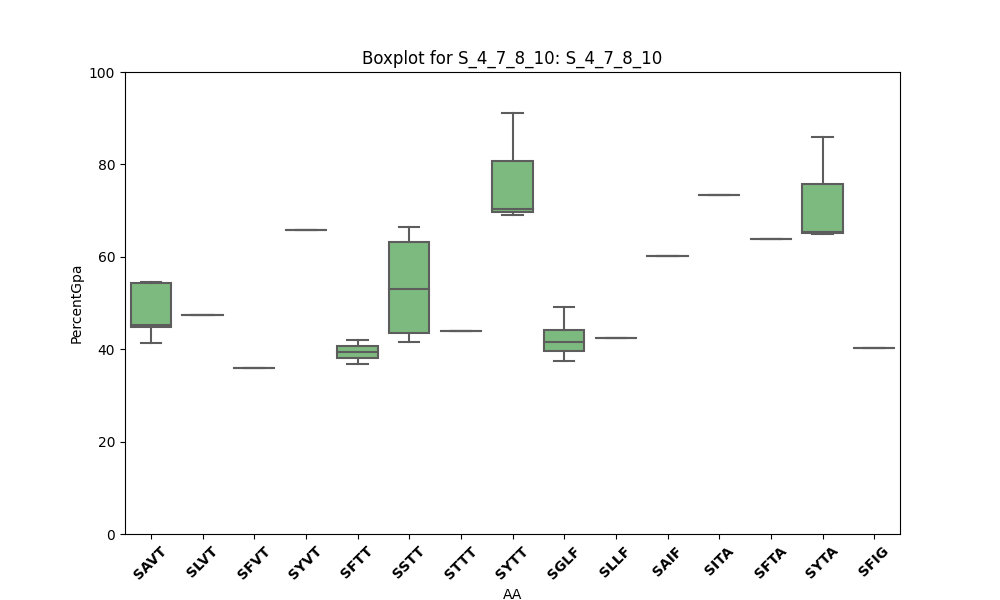 Boxplot for S_4_7_8_10: S_4_7_8_10
100
80
60
40
20
0
PercentGpa
SAVT
SLVT
SFVT
SYVT
SFTT
SSTT
STTT
SYTT
SGLF
SLLF
SAIF
SITA
SFTA
SYTA
SFIG
AA